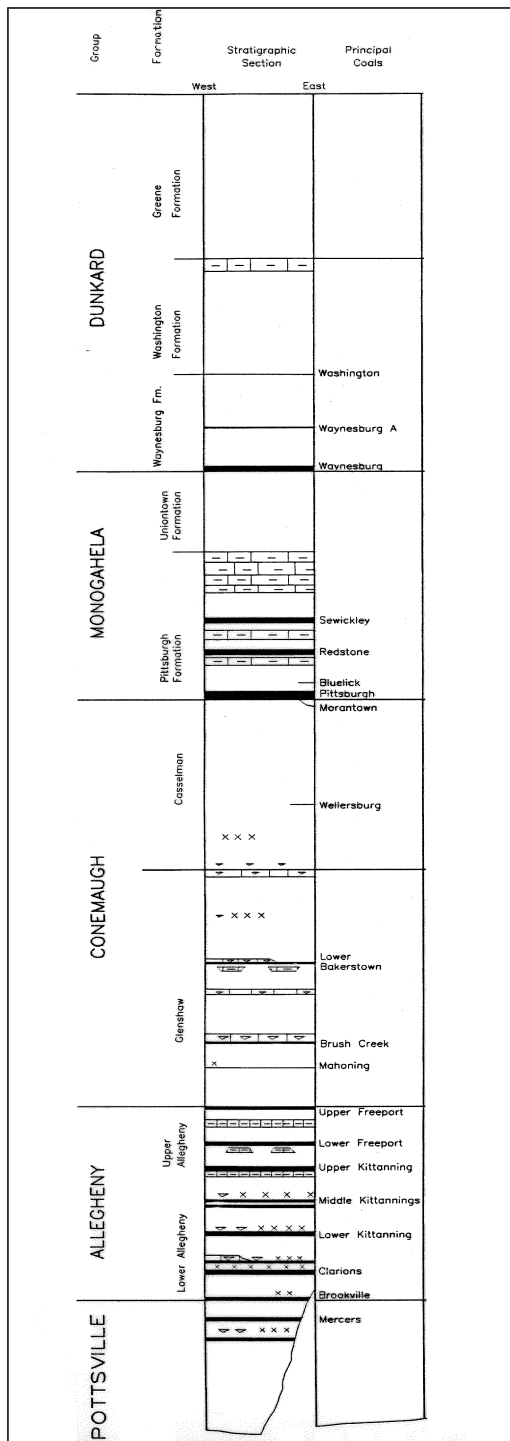 Group
Formation
Stratigraphic
Section
Principal
Coals
West
East
DUNKARD
Greene
Formation
Washington
Formation
Washington
Waynesburg Fm.
Waynesburg A
Waynesburg
MONOGAHELA
Uniontown
Formation
Pittsburgh
Formation
Sewickley
Redstone
Bluelick
Pittsburgh
CONEMAUGH
Casselman
Morantown
Wellersburg
Glenshaw
Lower
Bakerstown
Brush Creek
Mahoning
ALLEGHENY
Upper
Allegheny
Upper Freeport
Lower Freeport
Upper Kittanning
Lower Allegheny
Middle Kittannings
Lower Kittanning
Clarions
Brookville
POTTSVILLE
Mercers